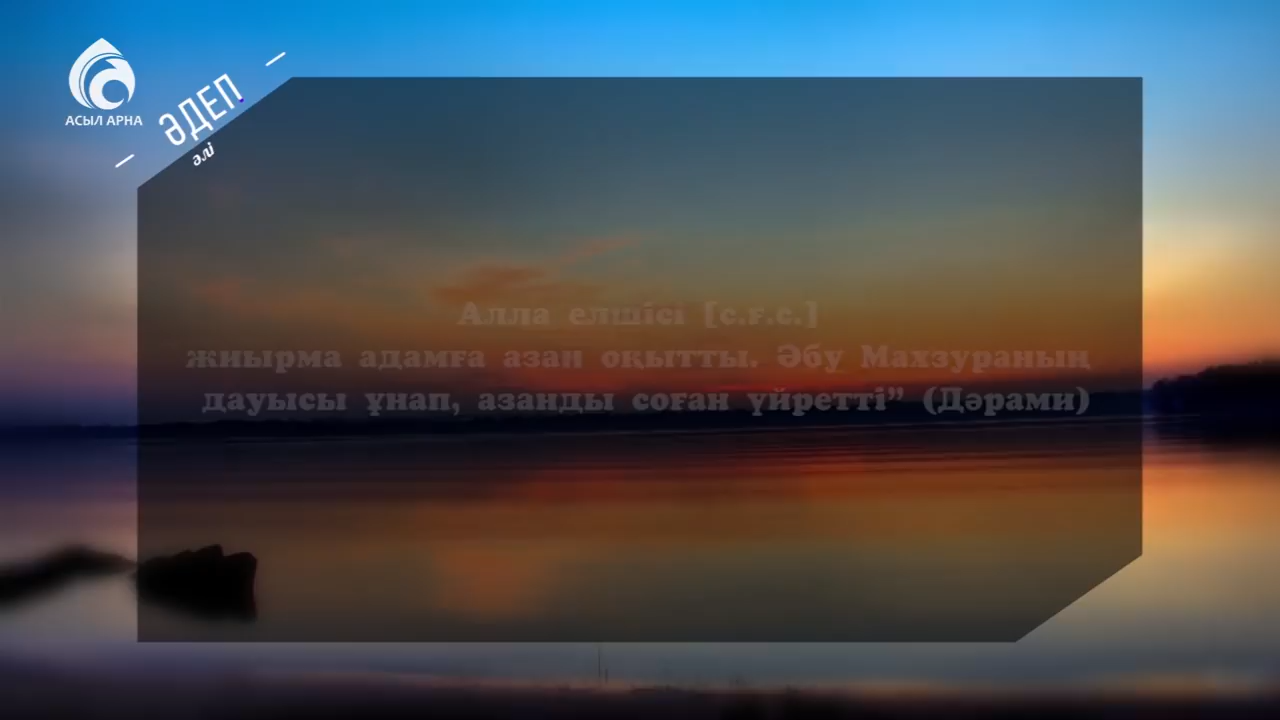 АСЫЛ АРНА
ӘДЕП
әлі
Алла елшісі [с.ғ.с.]
жиырма адамға азан оқытты. Әбу Махзураның
дауысы ұнап, азанды соған үйретті” (Дәрами)